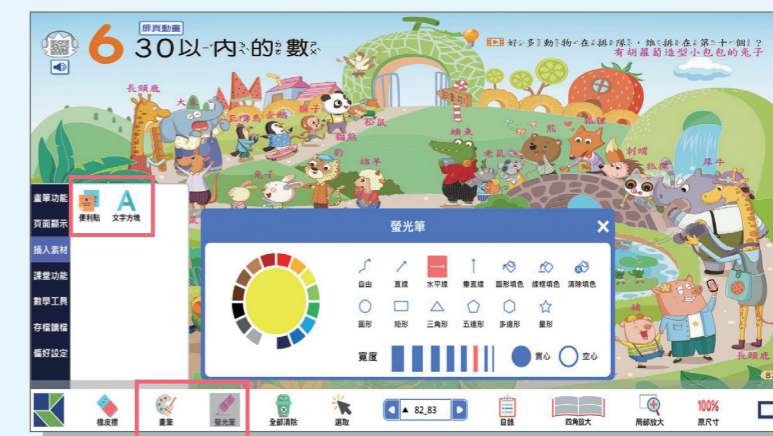 扉頁動畫
6 30以內的數
好多動物在排隊,誰排在第十一個?
有胡蘿蔔造型小包包的兔子
長頸鹿
大象
企鵝
猴子
松鼠
貓熊
豹
綿羊
兔子
鱷魚
老鼠
熊
狐狸
刺蝟
狐獴
犀牛
豬
長頸鹿
鼠
畫筆功能
頁面顯示
插入素材
課堂功能
數學工具
存檔讀檔
偏好設定
便利貼 文字方塊
螢光筆
自由 直線 水平線 垂直線 圖形填色 線框填色 清除填色
圓形 矩形 三角形 五邊形 多邊形 星形
寬度 實心 空心
橡皮擦 畫筆 螢光筆 全部清除 選取 82_83 目錄 四角放大 局部放大 100% 原尺寸